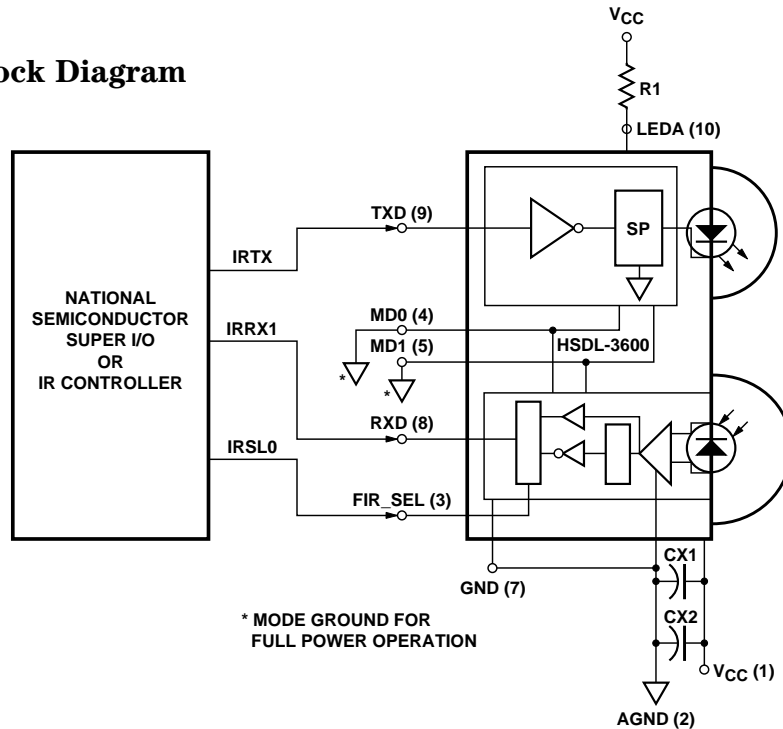 ock Diagram
VCC
R1
LEDA (10)
TXD (9)
SP
IRTX
NATIONAL
SEMICONDUCTOR
SUPER I/O
OR
IR CONTROLLER
MD0 (4)
MD1 (5)
HSDL-3600
*
*
IRRX1
RXD (8)
IRSL0
FIR_SEL (3)
GND (7)
CX1
CX2
* MODE GROUND FOR
FULL POWER OPERATION
VCC (1)
AGND (2)